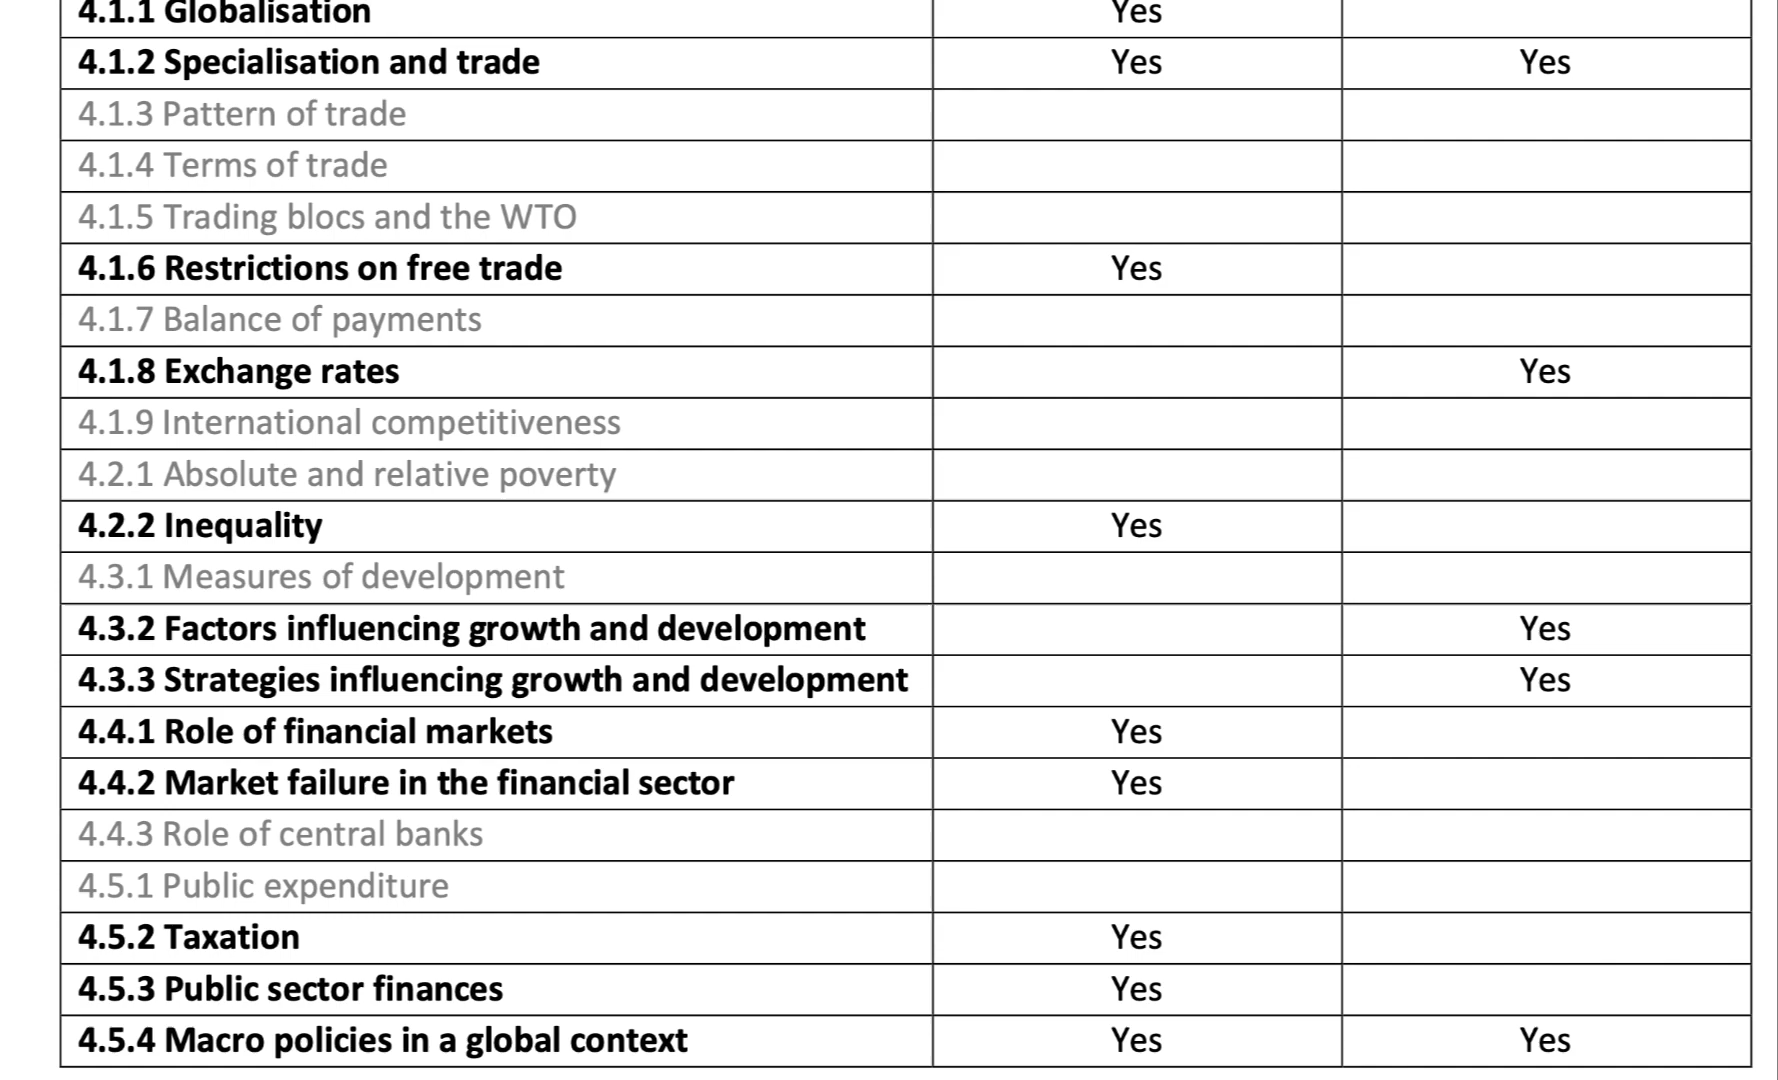 4.1.1 Globalisation Yes
4.1.2 Specialisation and trade Yes Yes
4.1.3 Pattern of trade
4.1.4 Terms of trade
4.1.5 Trading blocs and the WTO
4.1.6 Restrictions on free trade Yes
4.1.7 Balance of payments
4.1.8 Exchange rates Yes
4.1.9 International competitiveness
4.2.1 Absolute and relative poverty
4.2.2 Inequality Yes
4.3.1 Measures of development
4.3.2 Factors influencing growth and development Yes
4.3.3 Strategies influencing growth and development Yes
4.4.1 Role of financial markets Yes
4.4.2 Market failure in the financial sector Yes
4.4.3 Role of central banks
4.5.1 Public expenditure
4.5.2 Taxation Yes
4.5.3 Public sector finances Yes
4.5.4 Macro policies in a global context Yes Yes